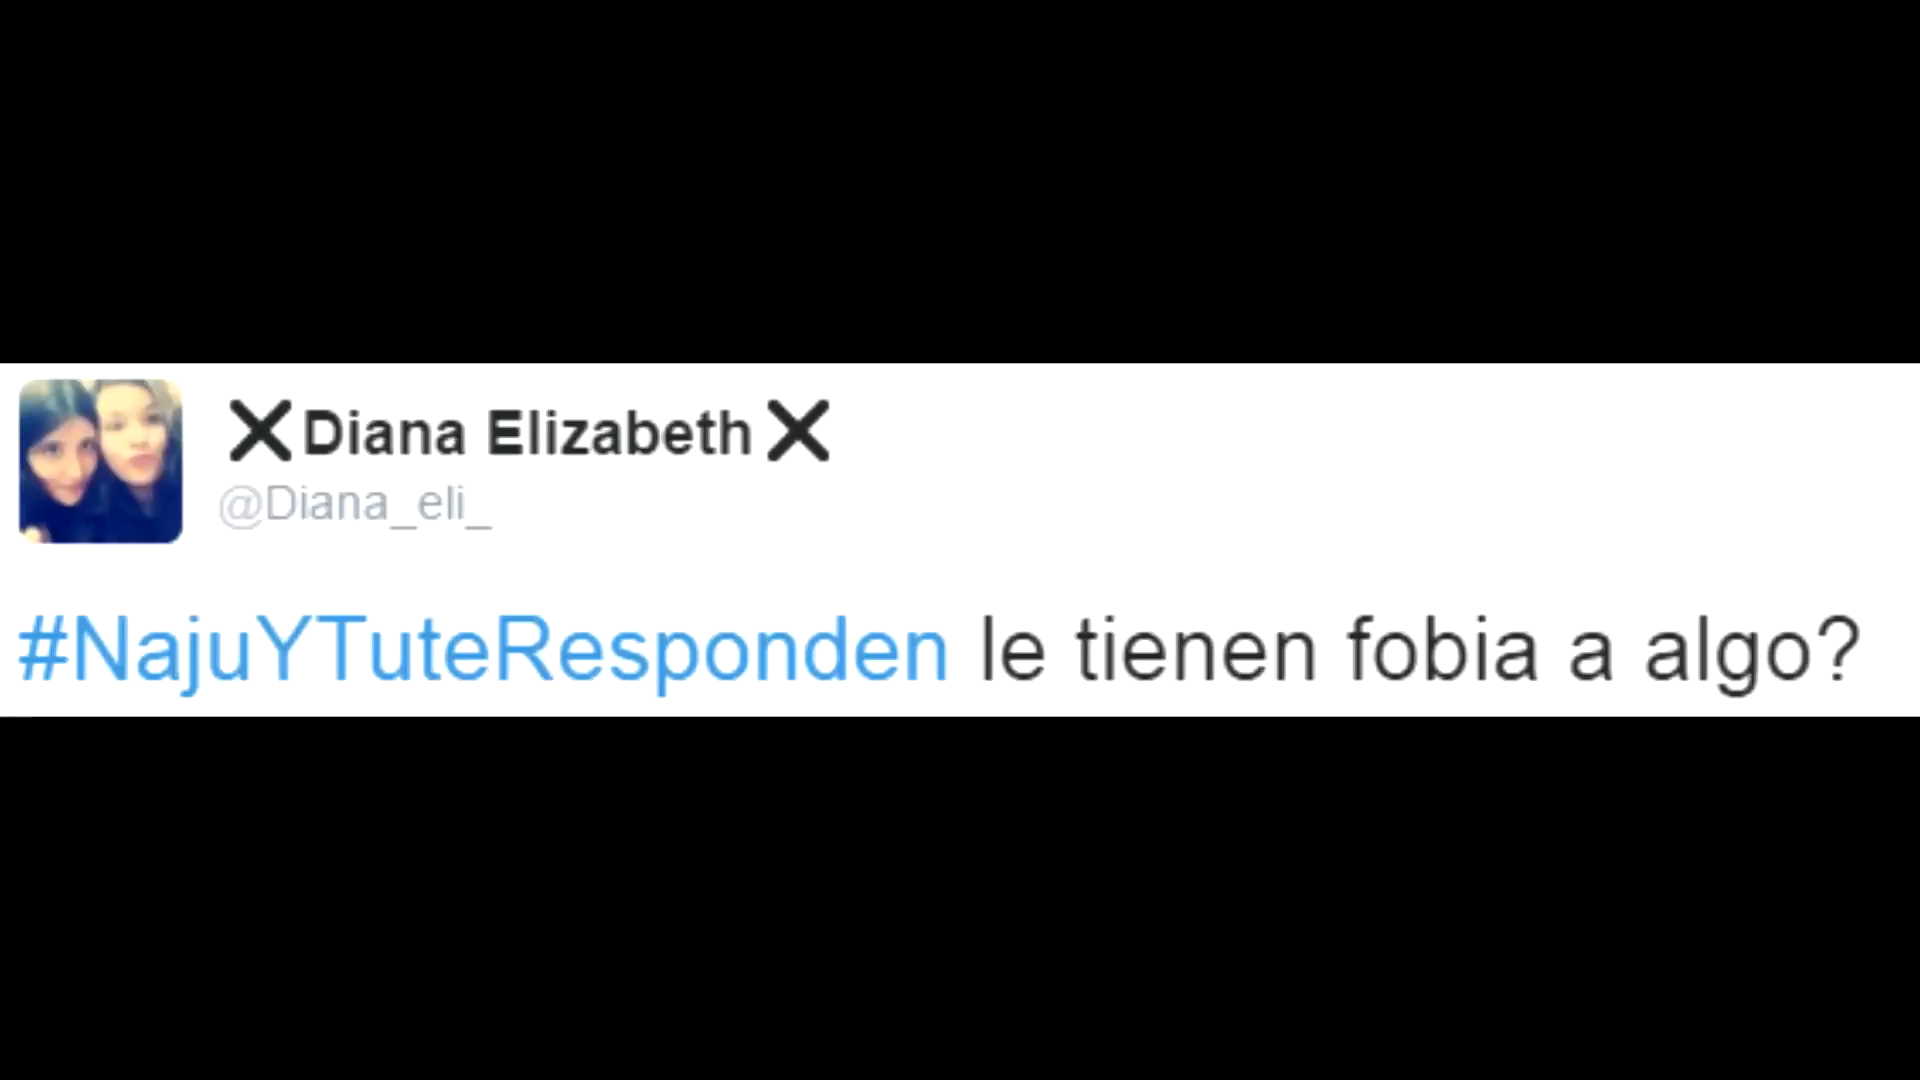 ❌Diana Elizabeth❌
@Diana_eli_
#NajuYTuteResponden le tienen fobia a algo?